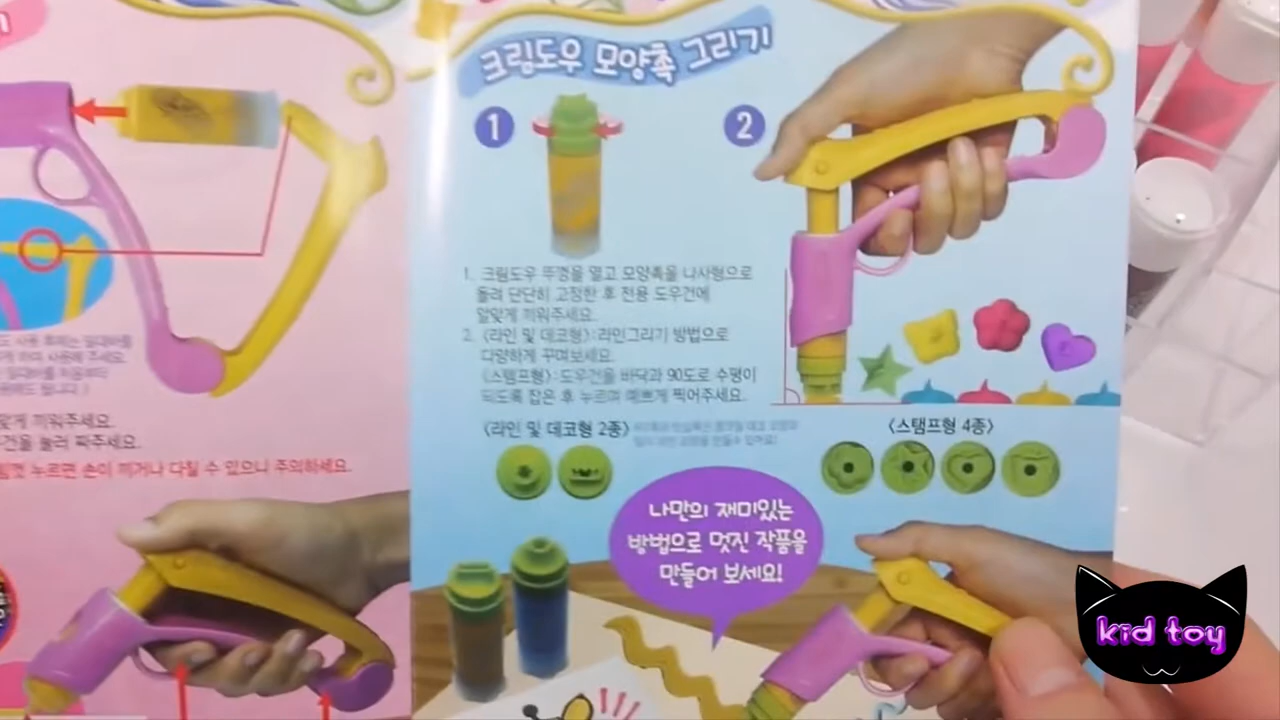 크림도우 모양촉 그리기
1
2
1. 크림도우 뚜껑을 열고 모양촉을 나사형으로
돌려 단단히 고정한 후 전용 도우건에
알맞게 끼워주세요.
2. 〈라인 및 데코형〉:라인그리기 방법으로
다양하게 꾸며보세요.
〈스탬프형〉: 도우건을 바닥과 90도로 수평이
되도록 잡은 후 누르며 예쁘게 찍어주세요.
〈라인 및 데코형 2종〉
〈스탬프형 4종〉
나만의 재미있는
방법으로 멋진 작품을
만들어 보세요!
맞게 끼워주세요.
건을 눌러 짜주세요.
힘껏 누르면 손이 끼거나 다칠 수 있으니 주의하세요.
kid toy